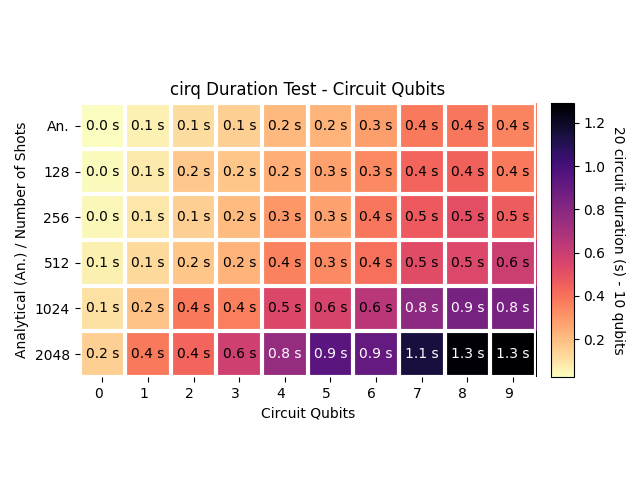 cirq Duration Test - Circuit Qubits
Analytical (An.) / Number of Shots
An. 0.0 s 0.1 s 0.1 s 0.1 s 0.2 s 0.2 s 0.3 s 0.4 s 0.4 s 0.4 s
128 0.0 s 0.1 s 0.2 s 0.2 s 0.2 s 0.3 s 0.3 s 0.4 s 0.4 s 0.4 s
256 0.0 s 0.1 s 0.1 s 0.2 s 0.3 s 0.3 s 0.4 s 0.5 s 0.5 s 0.5 s
512 0.1 s 0.1 s 0.2 s 0.2 s 0.4 s 0.3 s 0.4 s 0.5 s 0.5 s 0.6 s
1024 0.1 s 0.2 s 0.4 s 0.4 s 0.5 s 0.6 s 0.6 s 0.8 s 0.9 s 0.8 s
2048 0.2 s 0.4 s 0.4 s 0.6 s 0.8 s 0.9 s 0.9 s 1.1 s 1.3 s 1.3 s
0 1 2 3 4 5 6 7 8 9
Circuit Qubits
1.2
1.0
0.8
0.6
0.4
0.2
20 circuit duration (s) - 10 qubits